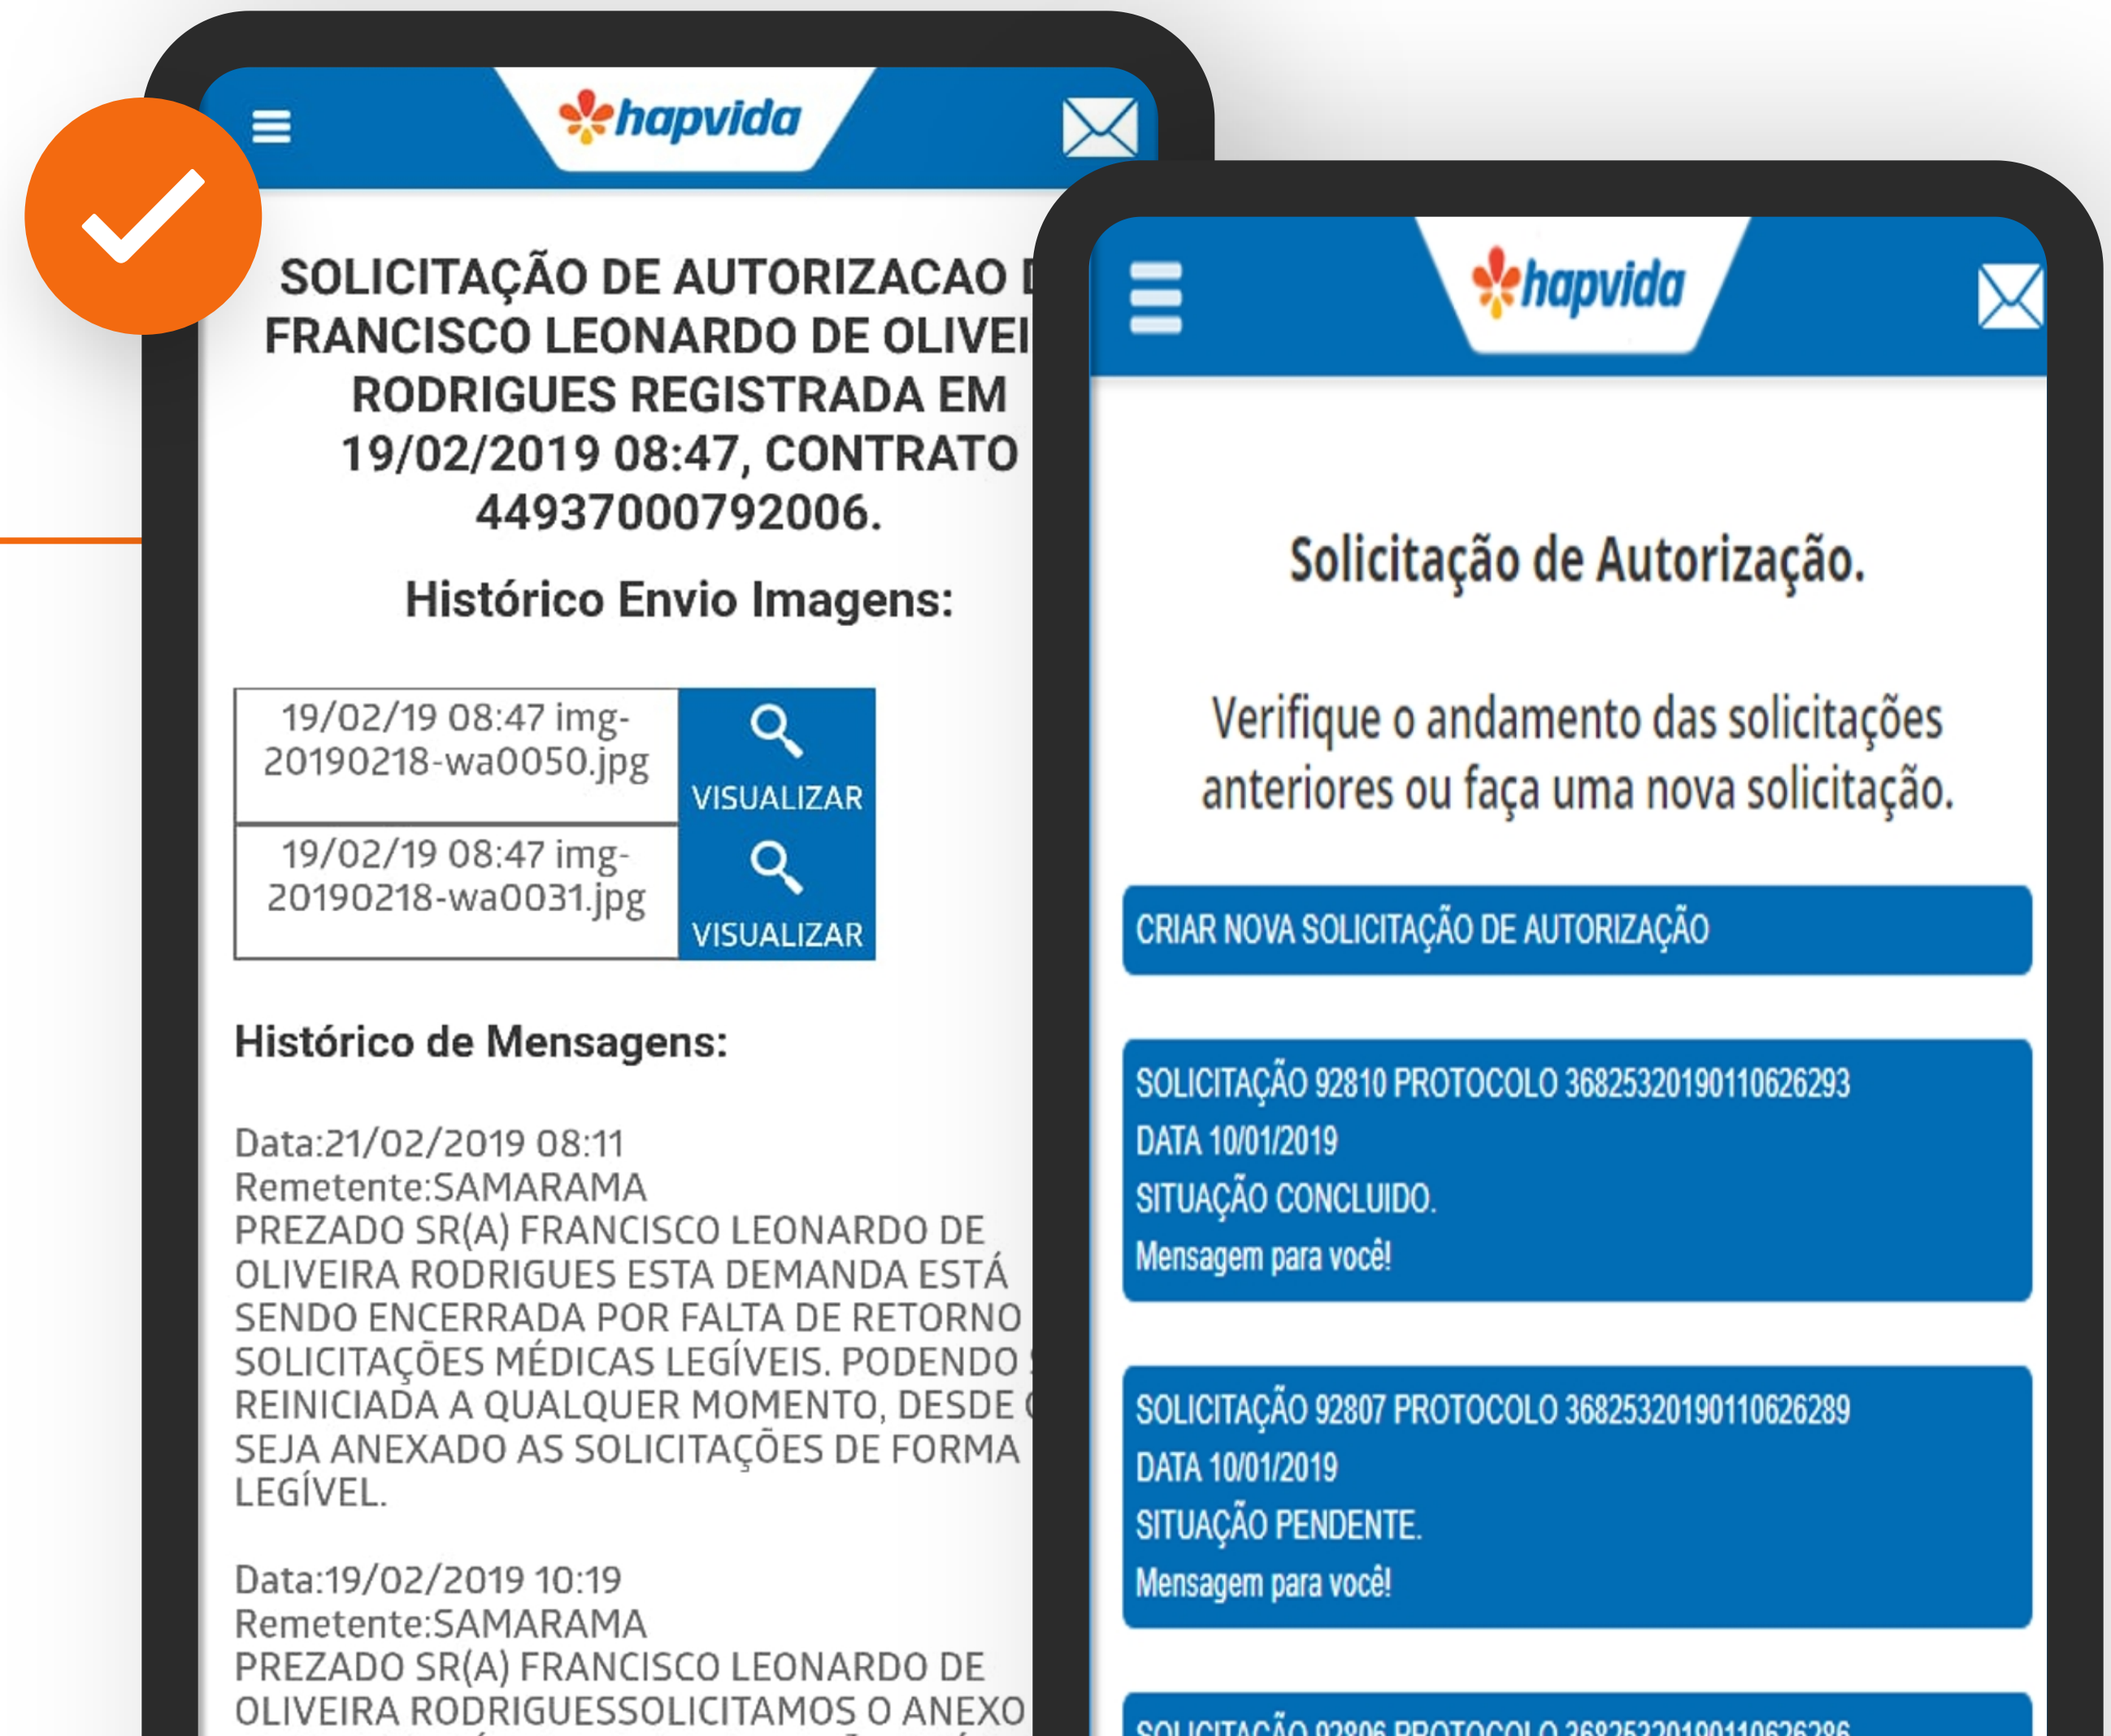 hapvida
SOLICITAÇÃO DE AUTORIZACAO
FRANCISCO LEONARDO DE
RODRIGUES REGISTRADA EM
19/02/2019 08:47, CONTRATO
44937000792006.
Histórico Envio Imagens:
19/02/19 08:47 img-
20190218-wa0050.jpg
VISUALIZAR
19/02/19 08:47 img-
20190218-wa0031.jpg
VISUALIZAR
Histórico de Mensagens:
Data:21/02/2019 08:11
Remetente:SAMARAMA
PREZADO SR(A) FRANCISCO LEONARDO DE
OLIVEIRA RODRIGUES ESTA DEMANDA ESTÁ
SENDO ENCERRADA POR FALTA DE RETORNO
SOLICITAÇÕES MÉDICAS LEGÍVEIS. PODENDO
REINICIADA A QUALQUER MOMENTO, DESDE
SEJA ANEXADO AS SOLICITAÇÕES DE FORMA
LEGÍVEL.
Data:19/02/2019 10:19
Remetente:SAMARAMA
PREZADO SR(A) FRANCISCO LEONARDO DE
OLIVEIRA RODRIGUESSOLICITAMOS O ANEXO
hapvida
Solicitação de Autorização.
Verifique o andamento das solicitações
anteriores ou faça uma nova solicitação.
CRIAR NOVA SOLICITAÇÃO DE AUTORIZAÇÃO
SOLICITAÇÃO 92810 PROTOCOLO 36825320190110626293
DATA 10/01/2019
SITUAÇÃO CONCLUIDO.
Mensagem para você!
SOLICITAÇÃO 92807 PROTOCOLO 36825320190110626289
DATA 10/01/2019
SITUAÇÃO PENDENTE.
Mensagem para você!
SOLICITAÇÃO 92806 PROTOCOLO 36825320190110626286